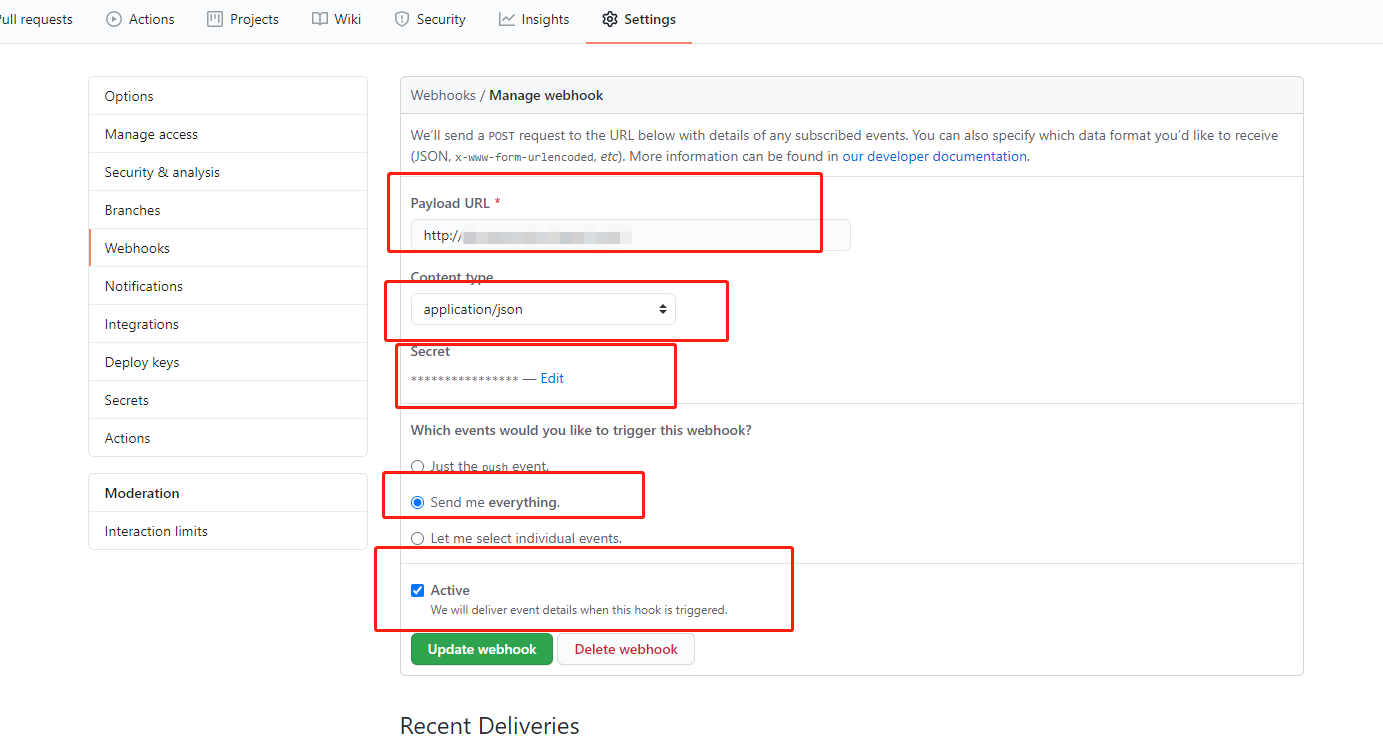 Pull requests Actions Projects Wiki Security Insights Settings
Options
Manage access
Security & analysis
Branches
Webhooks
Notifications
Integrations
Deploy keys
Secrets
Actions
Moderation
Interaction limits
Webhooks / Manage webhook
We'll send a POST request to the URL below with details of any subscribed events. You can also specify which data format you'd like to receive
(JSON, x-www-form-urlencoded, etc). More information can be found in our developer documentation.
Payload URL *
http://
Content type
application/json
Secret
**************** — Edit
Which events would you like to trigger this webhook?
Just the push event.
Send me everything.
Let me select individual events.
Active
We will deliver event details when this hook is triggered.
Update webhook Delete webhook
Recent Deliveries